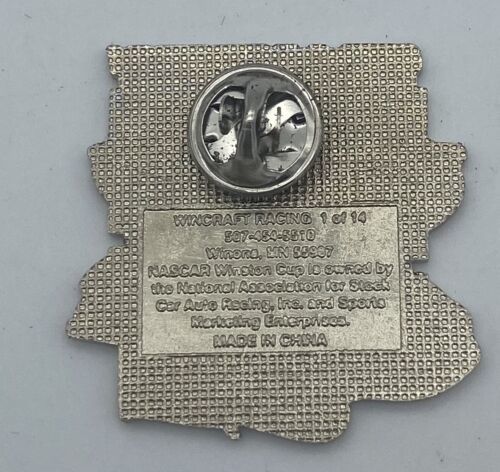 WINCRAFT RACING 1 of 14
507-454-5510
Winona, MN 55987
NASCAR Winston Cup is owned by
the National Association for Stock
Car Auto Racing, Inc. and Sports
Marketing Enterprises.
MADE IN CHINA